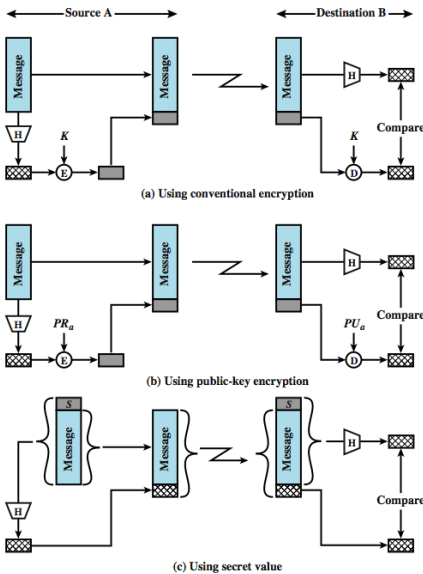 Source A
Destination B
Message
Message
Message
H
H
K
K
Compare
E
D
(a) Using conventional encryption
Message
Message
Message
H
H
PRa
PUa
Compare
E
D
(b) Using public-key encryption
S
S
Message
Message
Message
H
H
Compare
(c) Using secret value